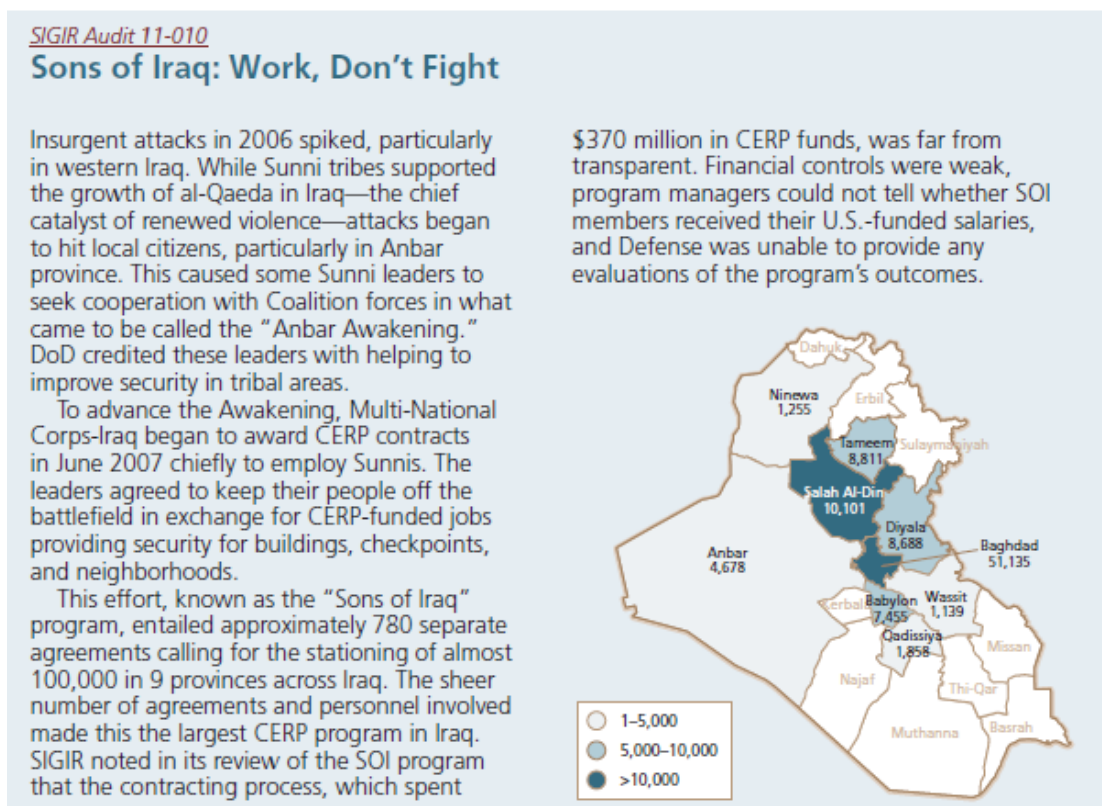 SIGIR Audit 11-010
Sons of Iraq: Work, Don't Fight
Insurgent attacks in 2006 spiked, particularly
in western Iraq. While Sunni tribes supported
the growth of al-Qaeda in Iraq—the chief
catalyst of renewed violence—attacks began
to hit local citizens, particularly in Anbar
province. This caused some Sunni leaders to
seek cooperation with Coalition forces in what
came to be called the “Anbar Awakening.”
DoD credited these leaders with helping to
improve security in tribal areas.
To advance the Awakening, Multi-National
Corps-Iraq began to award CERP contracts
in June 2007 chiefly to employ Sunnis. The
leaders agreed to keep their people off the
battlefield in exchange for CERP-funded jobs
providing security for buildings, checkpoints,
and neighborhoods.
This effort, known as the “Sons of Iraq”
program, entailed approximately 780 separate
agreements calling for the stationing of almost
100,000 in 9 provinces across Iraq. The sheer
number of agreements and personnel involved
made this the largest CERP program in Iraq.
SIGIR noted in its review of the SOI program
that the contracting process, which spent
$370 million in CERP funds, was far from
transparent. Financial controls were weak,
program managers could not tell whether SOI
members received their U.S.-funded salaries,
and Defense was unable to provide any
evaluations of the program’s outcomes.
Dahuk
Ninewa
1,255
Erbil
Tameem
8,811
Sulaymaniyah
Salah Al-Din
10,101
Diyala
8,688
Baghdad
51,135
Anbar
4,678
Kerbala
Babylon
7,455
Wassit
1,139
Qadissiya
1,858
Missan
Najaf
Thi-Qar
Muthanna
Basrah
1–5,000
5,000–10,000
>10,000